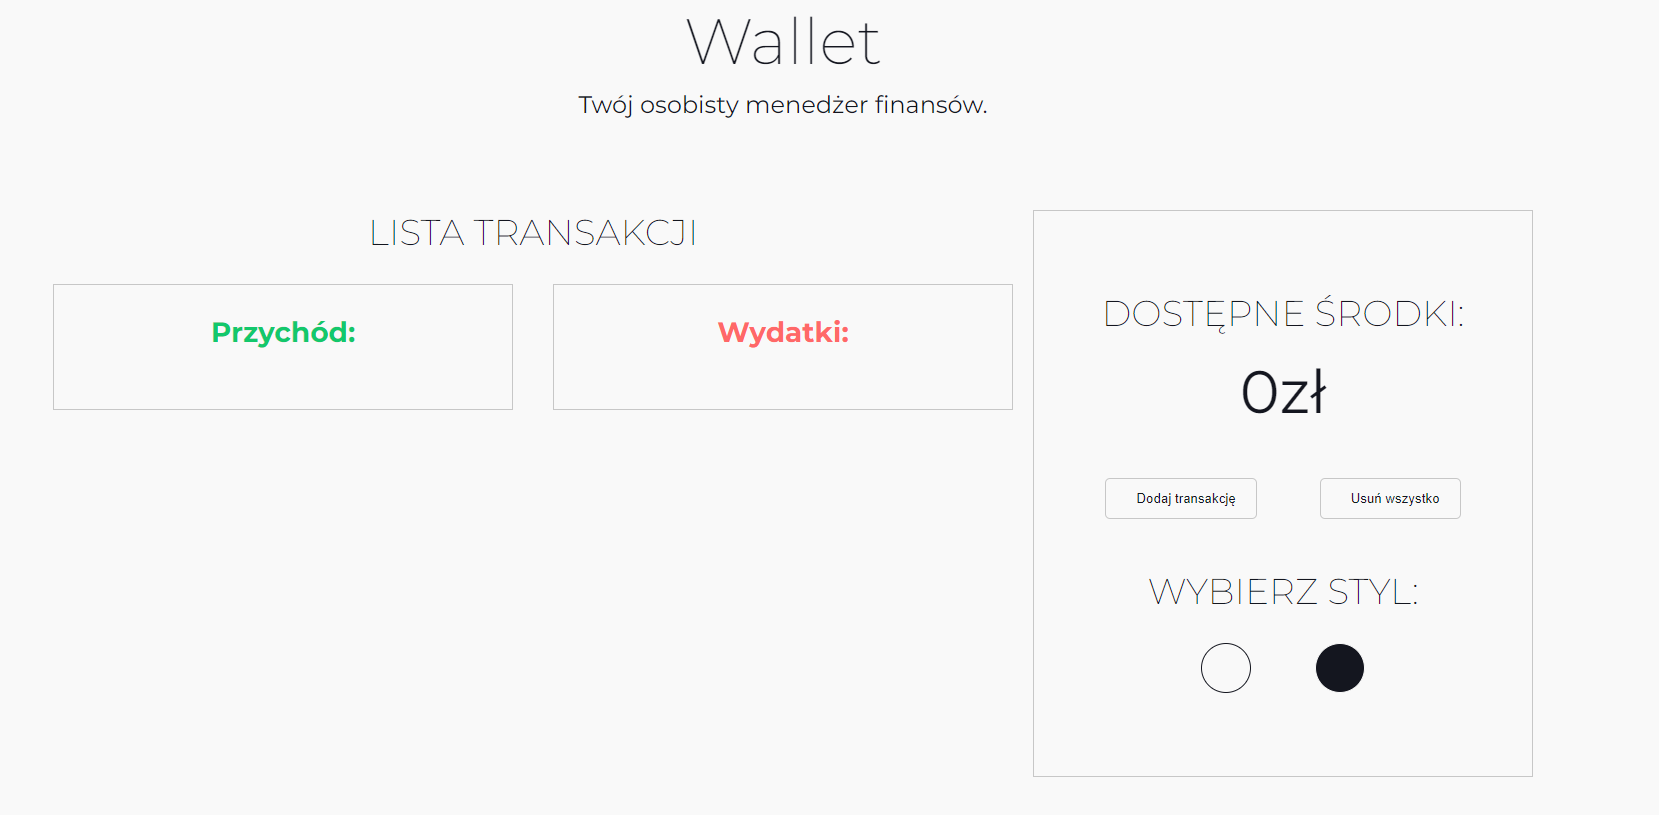 Wallet
Twój osobisty menedżer finansów.
LISTA TRANSAKCJI
Przychód:
Wydatki:
DOSTĘPNE ŚRODKI:
0zł
Dodaj transakcję
Usuń wszystko
WYBIERZ STYL: